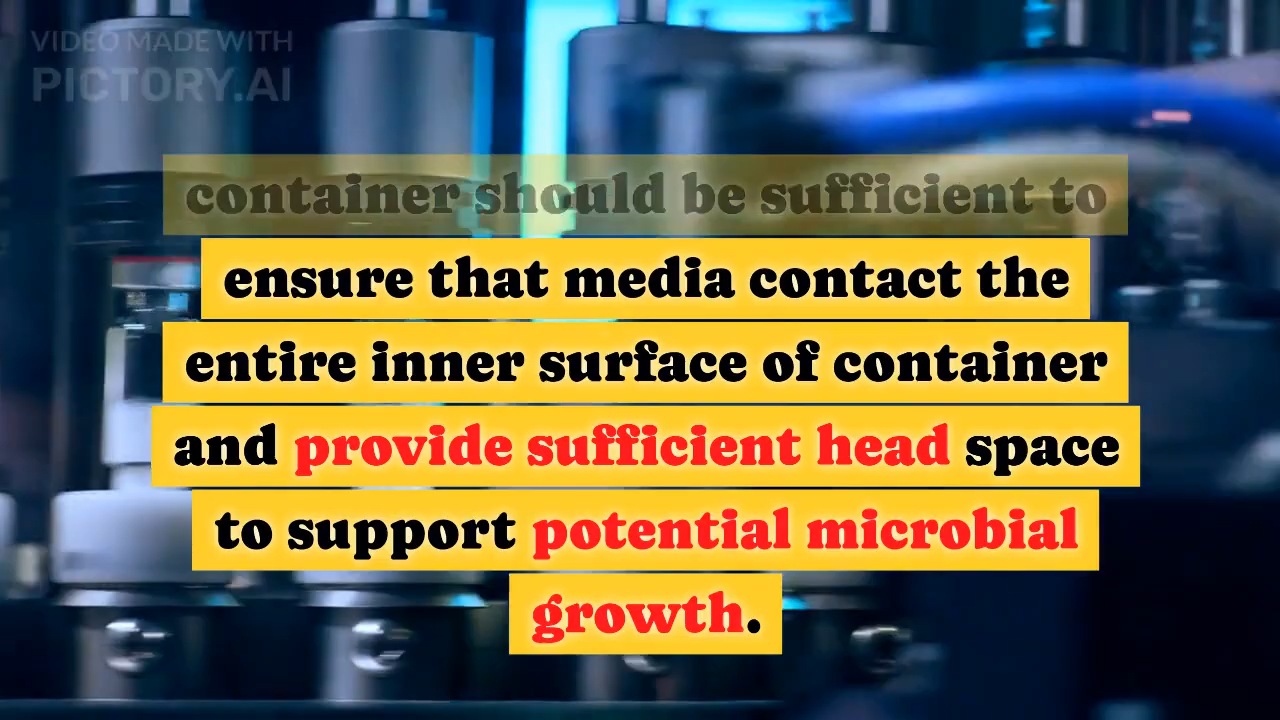 VIDEO MADE WITH
PICTORY.AI
container should be sufficient to
ensure that media contact the
entire inner surface of container
and provide sufficient head space
to support potential microbial
growth.